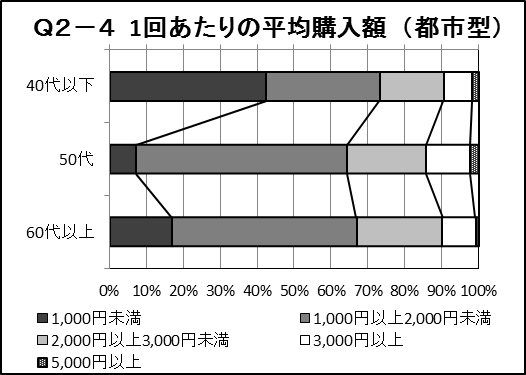 Q2－4 1回あたりの平均購入額（都市型）
40代以下
50代
60代以上
0% 10% 20% 30% 40% 50% 60% 70% 80% 90% 100%
1,000円未満 1,000円以上2,000円未満
2,000円以上3,000円未満 3,000円以上
5,000円以上